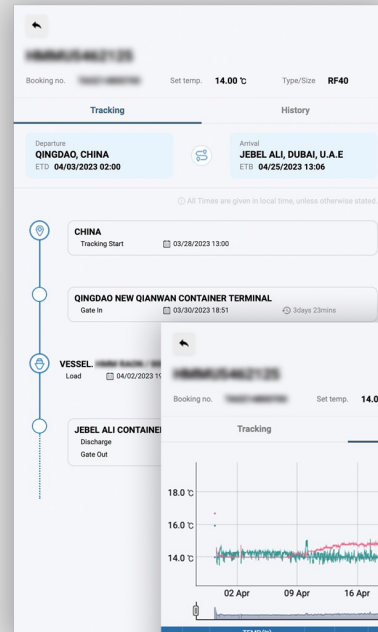 Booking no. Set temp. 14.00 ℃ Type/Size RF40
Tracking History
Departure
QINGDAO, CHINA
ETD 04/03/2023 02:00
Arrival
JEBEL ALI, DUBAI, U.A.E
ETB 04/25/2023 13:06
All Times are given in local time, unless otherwise stated.
CHINA
Tracking Start 03/28/2023 13:00
QINGDAO NEW QIANWAN CONTAINER TERMINAL
Gate In 03/30/2023 18:51 3days 23mins
VESSEL.
Load 04/02/2023
JEBEL ALI
Discharge
Gate Out
Booking no. Set temp.
Tracking
18.0 ℃
16.0 ℃
14.0 ℃
02 Apr 09 Apr 16 Apr